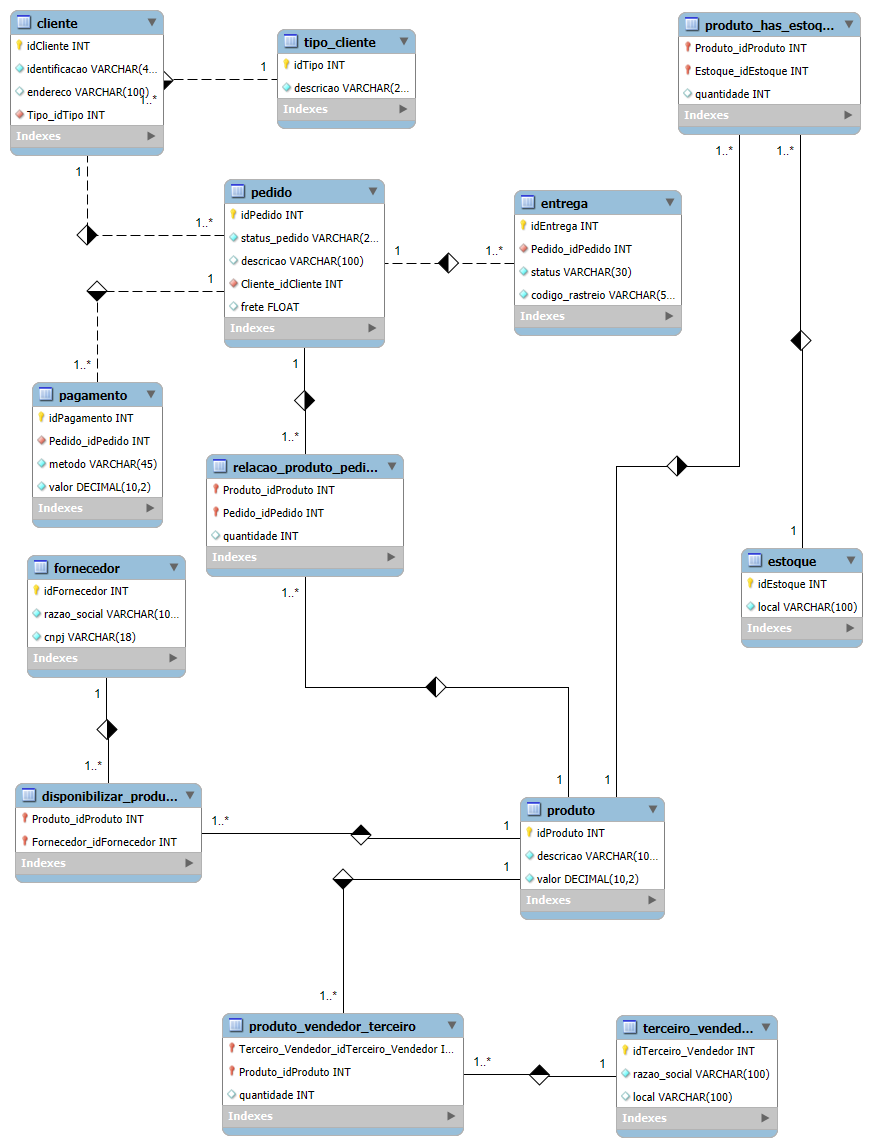 cliente
idCliente INT
identificacao VARCHAR(4...
endereco VARCHAR(100)
Tipo_idTipo INT
Indexes
1..*
1
tipo_cliente
idTipo INT
descricao VARCHAR(2...
Indexes
produto_has_estoq...
Produto_idProduto INT
Estoque_idEstoque INT
quantidade INT
Indexes
1..*
1..*
1
1..*
pedido
idPedido INT
status_pedido VARCHAR(2...
descricao VARCHAR(100)
Cliente_idCliente INT
frete FLOAT
Indexes
1
1..*
entrega
idEntrega INT
Pedido_idPedido INT
status VARCHAR(30)
codigo_rastreio VARCHAR(5...
Indexes
1
1..*
pagamento
idPagamento INT
Pedido_idPedido INT
metodo VARCHAR(45)
valor DECIMAL(10,2)
Indexes
1
1..*
relacao_produto_pedi...
Produto_idProduto INT
Pedido_idPedido INT
quantidade INT
Indexes
1..*
1
estoque
idEstoque INT
local VARCHAR(100)
Indexes
fornecedor
idFornecedor INT
razao_social VARCHAR(10...
cnpj VARCHAR(18)
Indexes
1
1..*
disponibilizar_produ...
Produto_idProduto INT
Fornecedor_idFornecedor INT
Indexes
1..*
1
1
1
1
produto
idProduto INT
descricao VARCHAR(10...
valor DECIMAL(10,2)
Indexes
1..*
produto_vendedor_terceiro
Terceiro_Vendedor_idTerceiro_Vendedor I...
Produto_idProduto INT
quantidade INT
Indexes
1..*
1
terceiro_vended...
idTerceiro_Vendedor INT
razao_social VARCHAR(100)
local VARCHAR(100)
Indexes